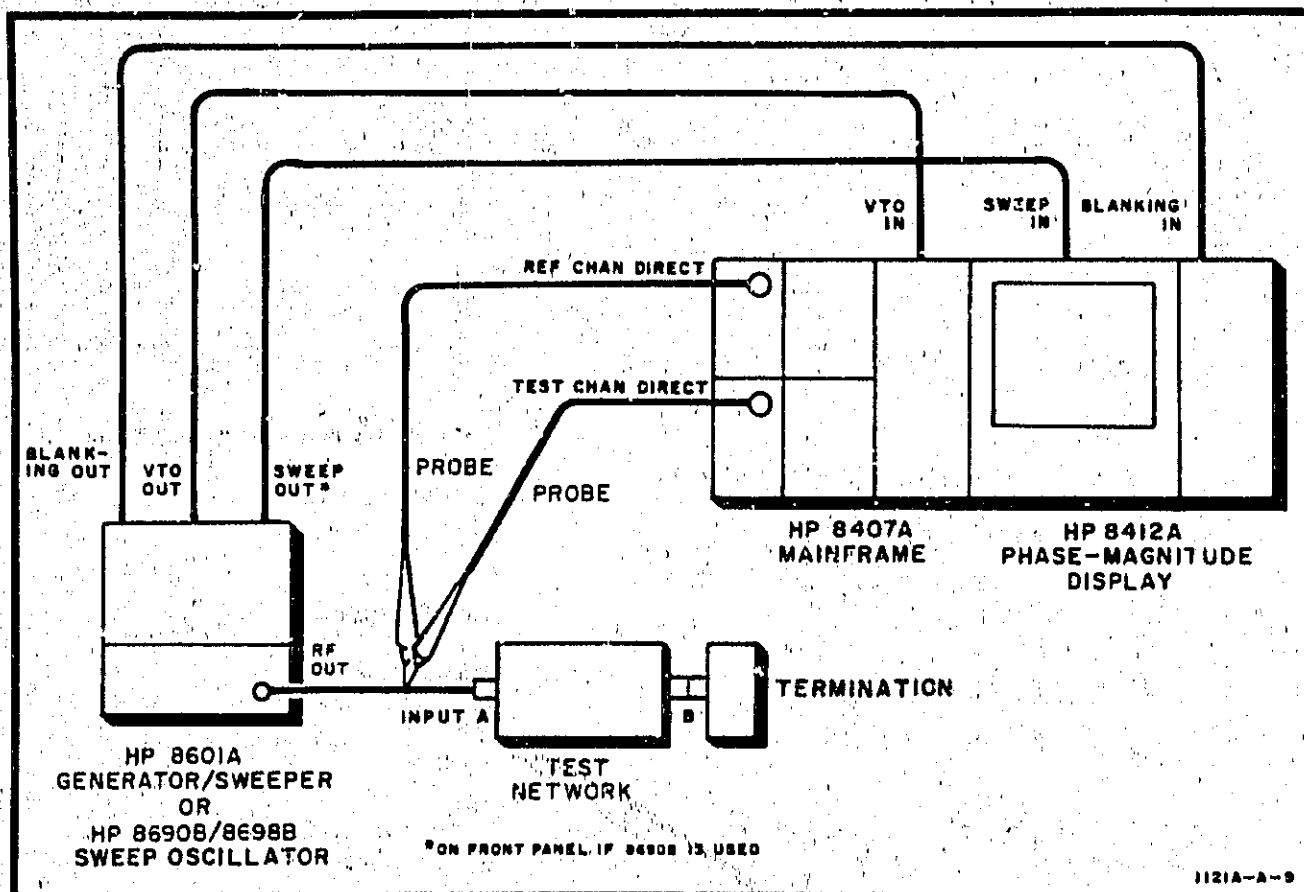 VTO
IN
SWEEP
IN
BLANKING
IN
REF CHAN DIRECT
TEST CHAN DIRECT
BLANK-
ING OUT
VTO
OUT
SWEEP
OUT*
PROBE
PROBE
HP 8407A
MAINFRAME
HP 8412A
PHASE-MAGNITUDE
DISPLAY
RF
OUT
INPUT A
B
TERMINATION
TEST
NETWORK
HP 8601A
GENERATOR/SWEEPER
OR
HP 8690B/8698B
SWEEP OSCILLATOR
*ON FRONT PANEL IF 8690B IS USED
1121A-A-9